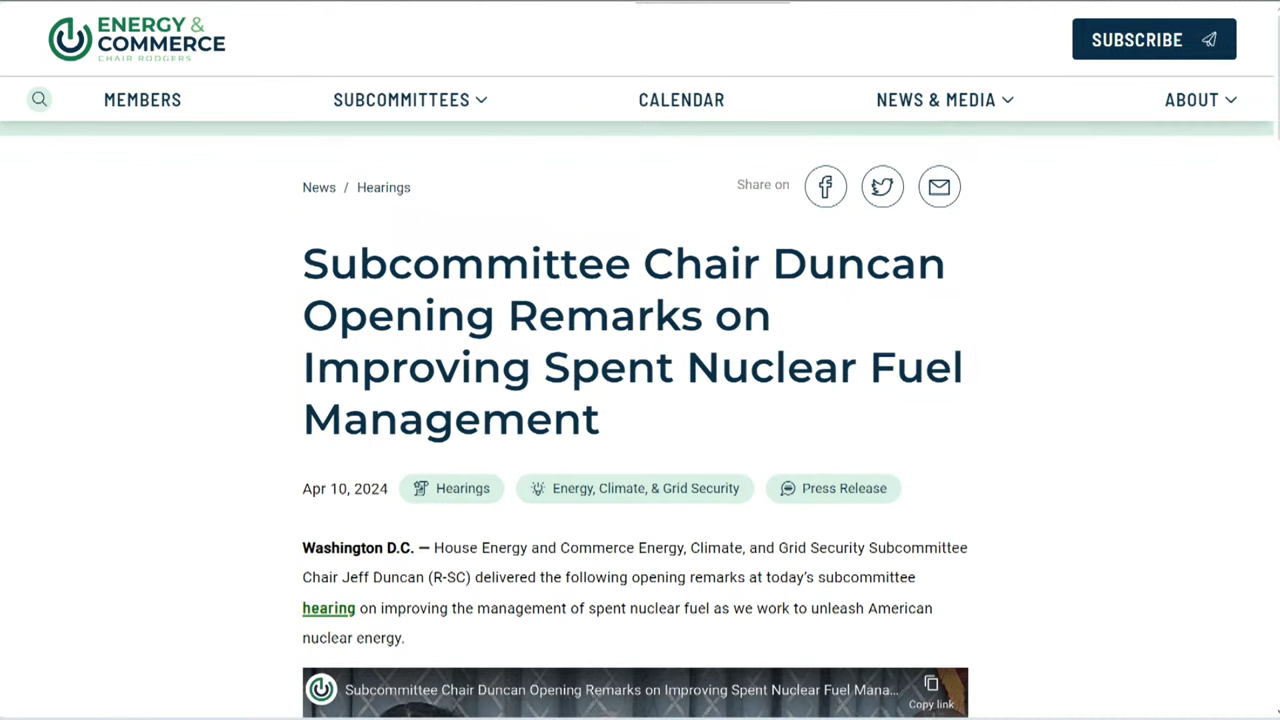 ENERGY &
COMMERCE
CHAIR RODGERS
SUBSCRIBE
MEMBERS
SUBCOMMITTEES
CALENDAR
NEWS & MEDIA
ABOUT
News / Hearings
Share on
Subcommittee Chair Duncan
Opening Remarks on
Improving Spent Nuclear Fuel
Management
Apr 10, 2024
Hearings
Energy, Climate, & Grid Security
Press Release
Washington D.C. — House Energy and Commerce Energy, Climate, and Grid Security Subcommittee
Chair Jeff Duncan (R-SC) delivered the following opening remarks at today's subcommittee
hearing on improving the management of spent nuclear fuel as we work to unleash American
nuclear energy.
Subcommittee Chair Duncan Opening Remarks on Improving Spent Nuclear Fuel Mana...
Copy link